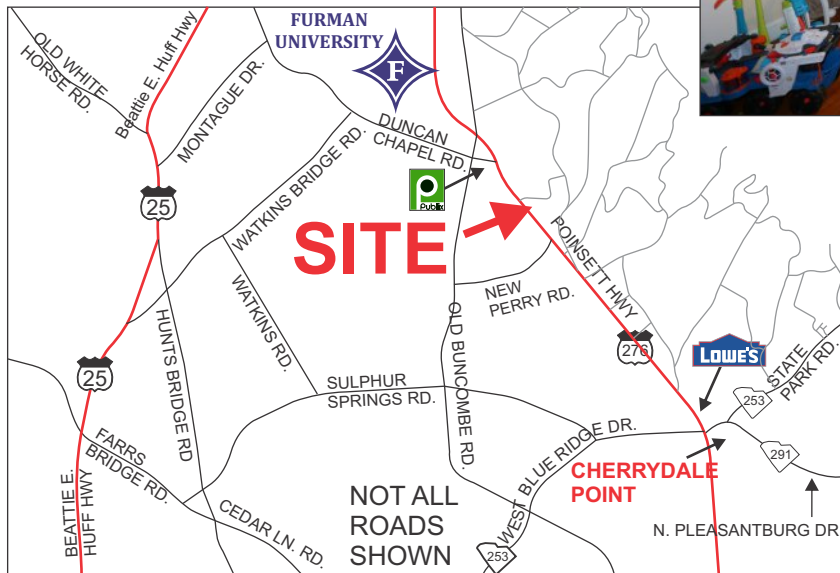 FURMAN
UNIVERSITY
F
OLD WHITE
HORSE RD.
Beattie E. Huff Hwy
MONTAGUE DR.
DUNCAN
CHAPEL RD.
Publix
25
WATKINS BRIDGE RD.
SITE
POINSETT HWY
NEW
PERRY RD.
WATKINS RD.
HUNTS BRIDGE RD
OLD BUNCOMBE RD.
276
LOWE'S
STATE
PARK RD.
25
SULPHUR
SPRINGS RD.
253
FARRS
BRIDGE RD.
WEST BLUE RIDGE DR.
CHERRYDALE
POINT
291
BEATTIE E.
HUFF HWY
CEDAR LN. RD.
NOT ALL
ROADS
SHOWN
253
N. PLEASANTBURG DR